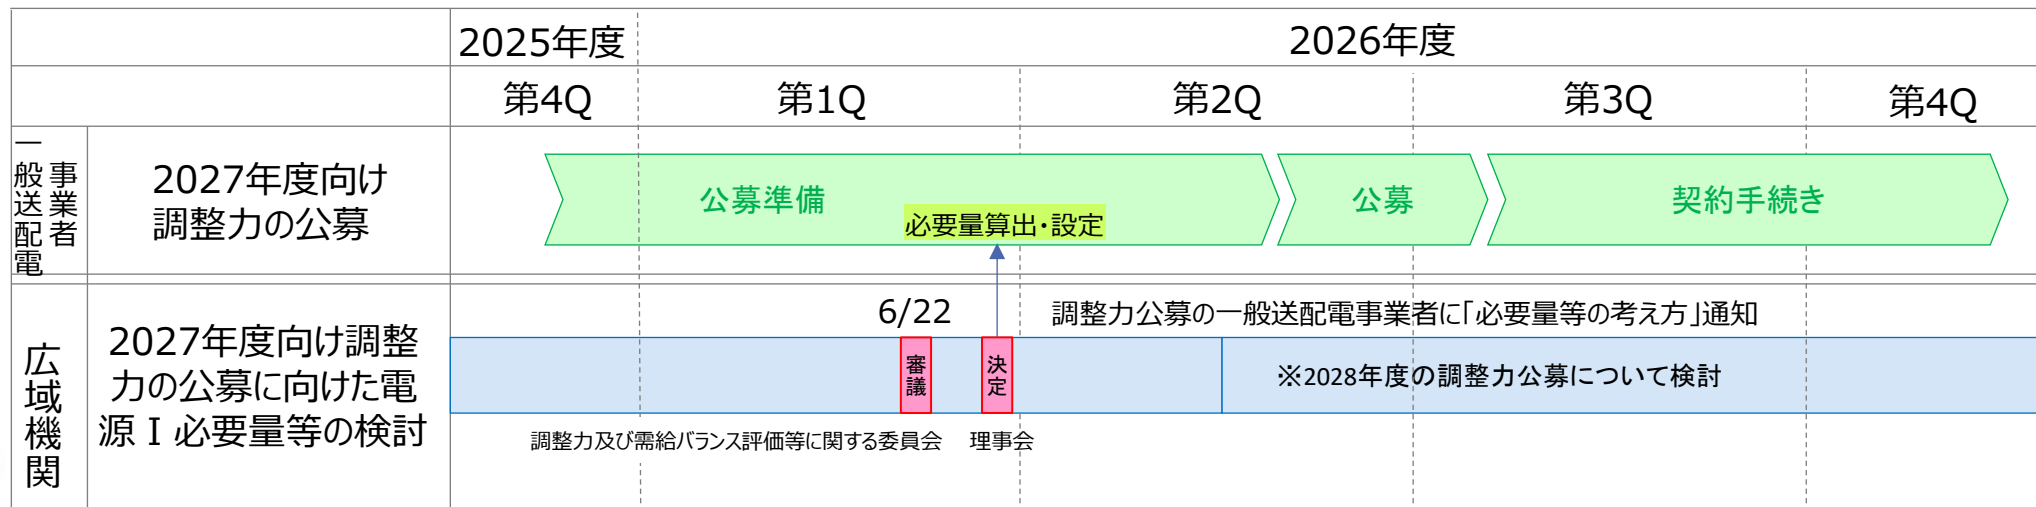 2025年度
2026年度
第4Q
第1Q
第2Q
第3Q
第4Q
一般送配電
事業者
2027年度向け
調整力の公募
公募準備
必要量算出・設定
公募
契約手続き
広域機関
2027年度向け調整
力の公募に向けた電
源Ⅰ必要量等の検討
6/22
調整力公募の一般送配電事業者に「必要量等の考え方」通知
審議
決定
※2028年度の調整力公募について検討
調整力及び需給バランス評価等に関する委員会
理事会